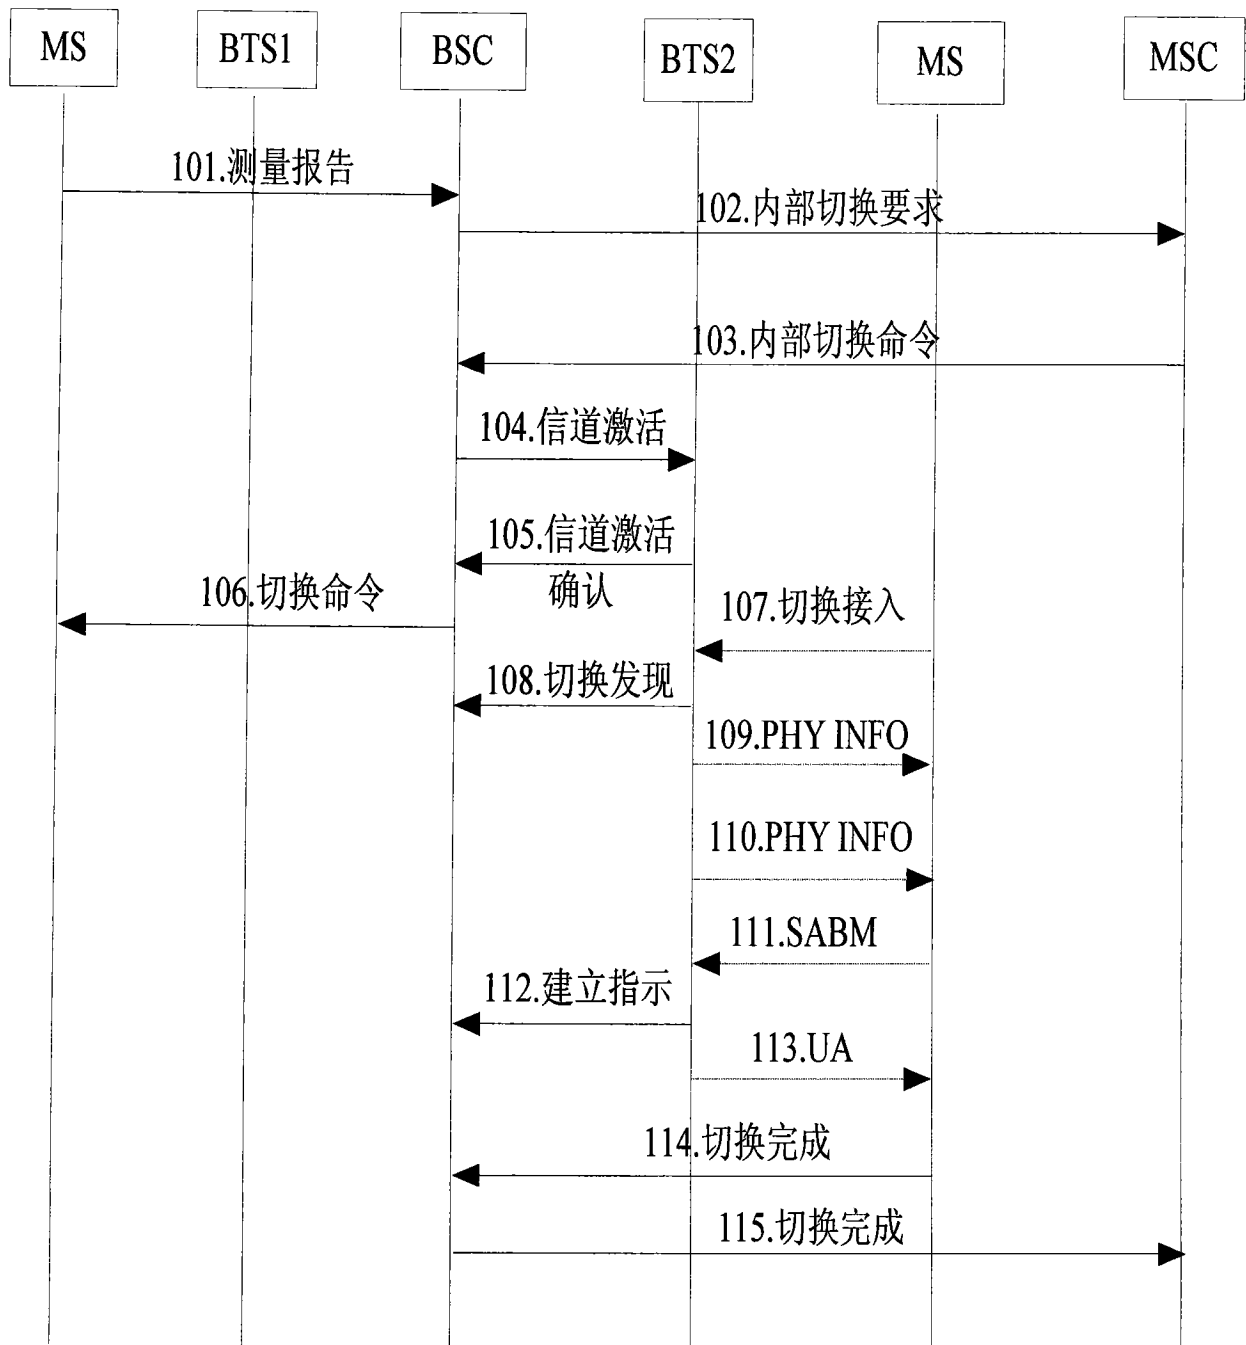 MS
BTS1
BSC
BTS2
MS
MSC
101.测量报告
102.内部切换要求
103.内部切换命令
104.信道激活
105.信道激活
确认
106.切换命令
107.切换接入
108.切换发现
109.PHY INFO
110.PHY INFO
111.SABM
112.建立指示
113.UA
114.切换完成
115.切换完成